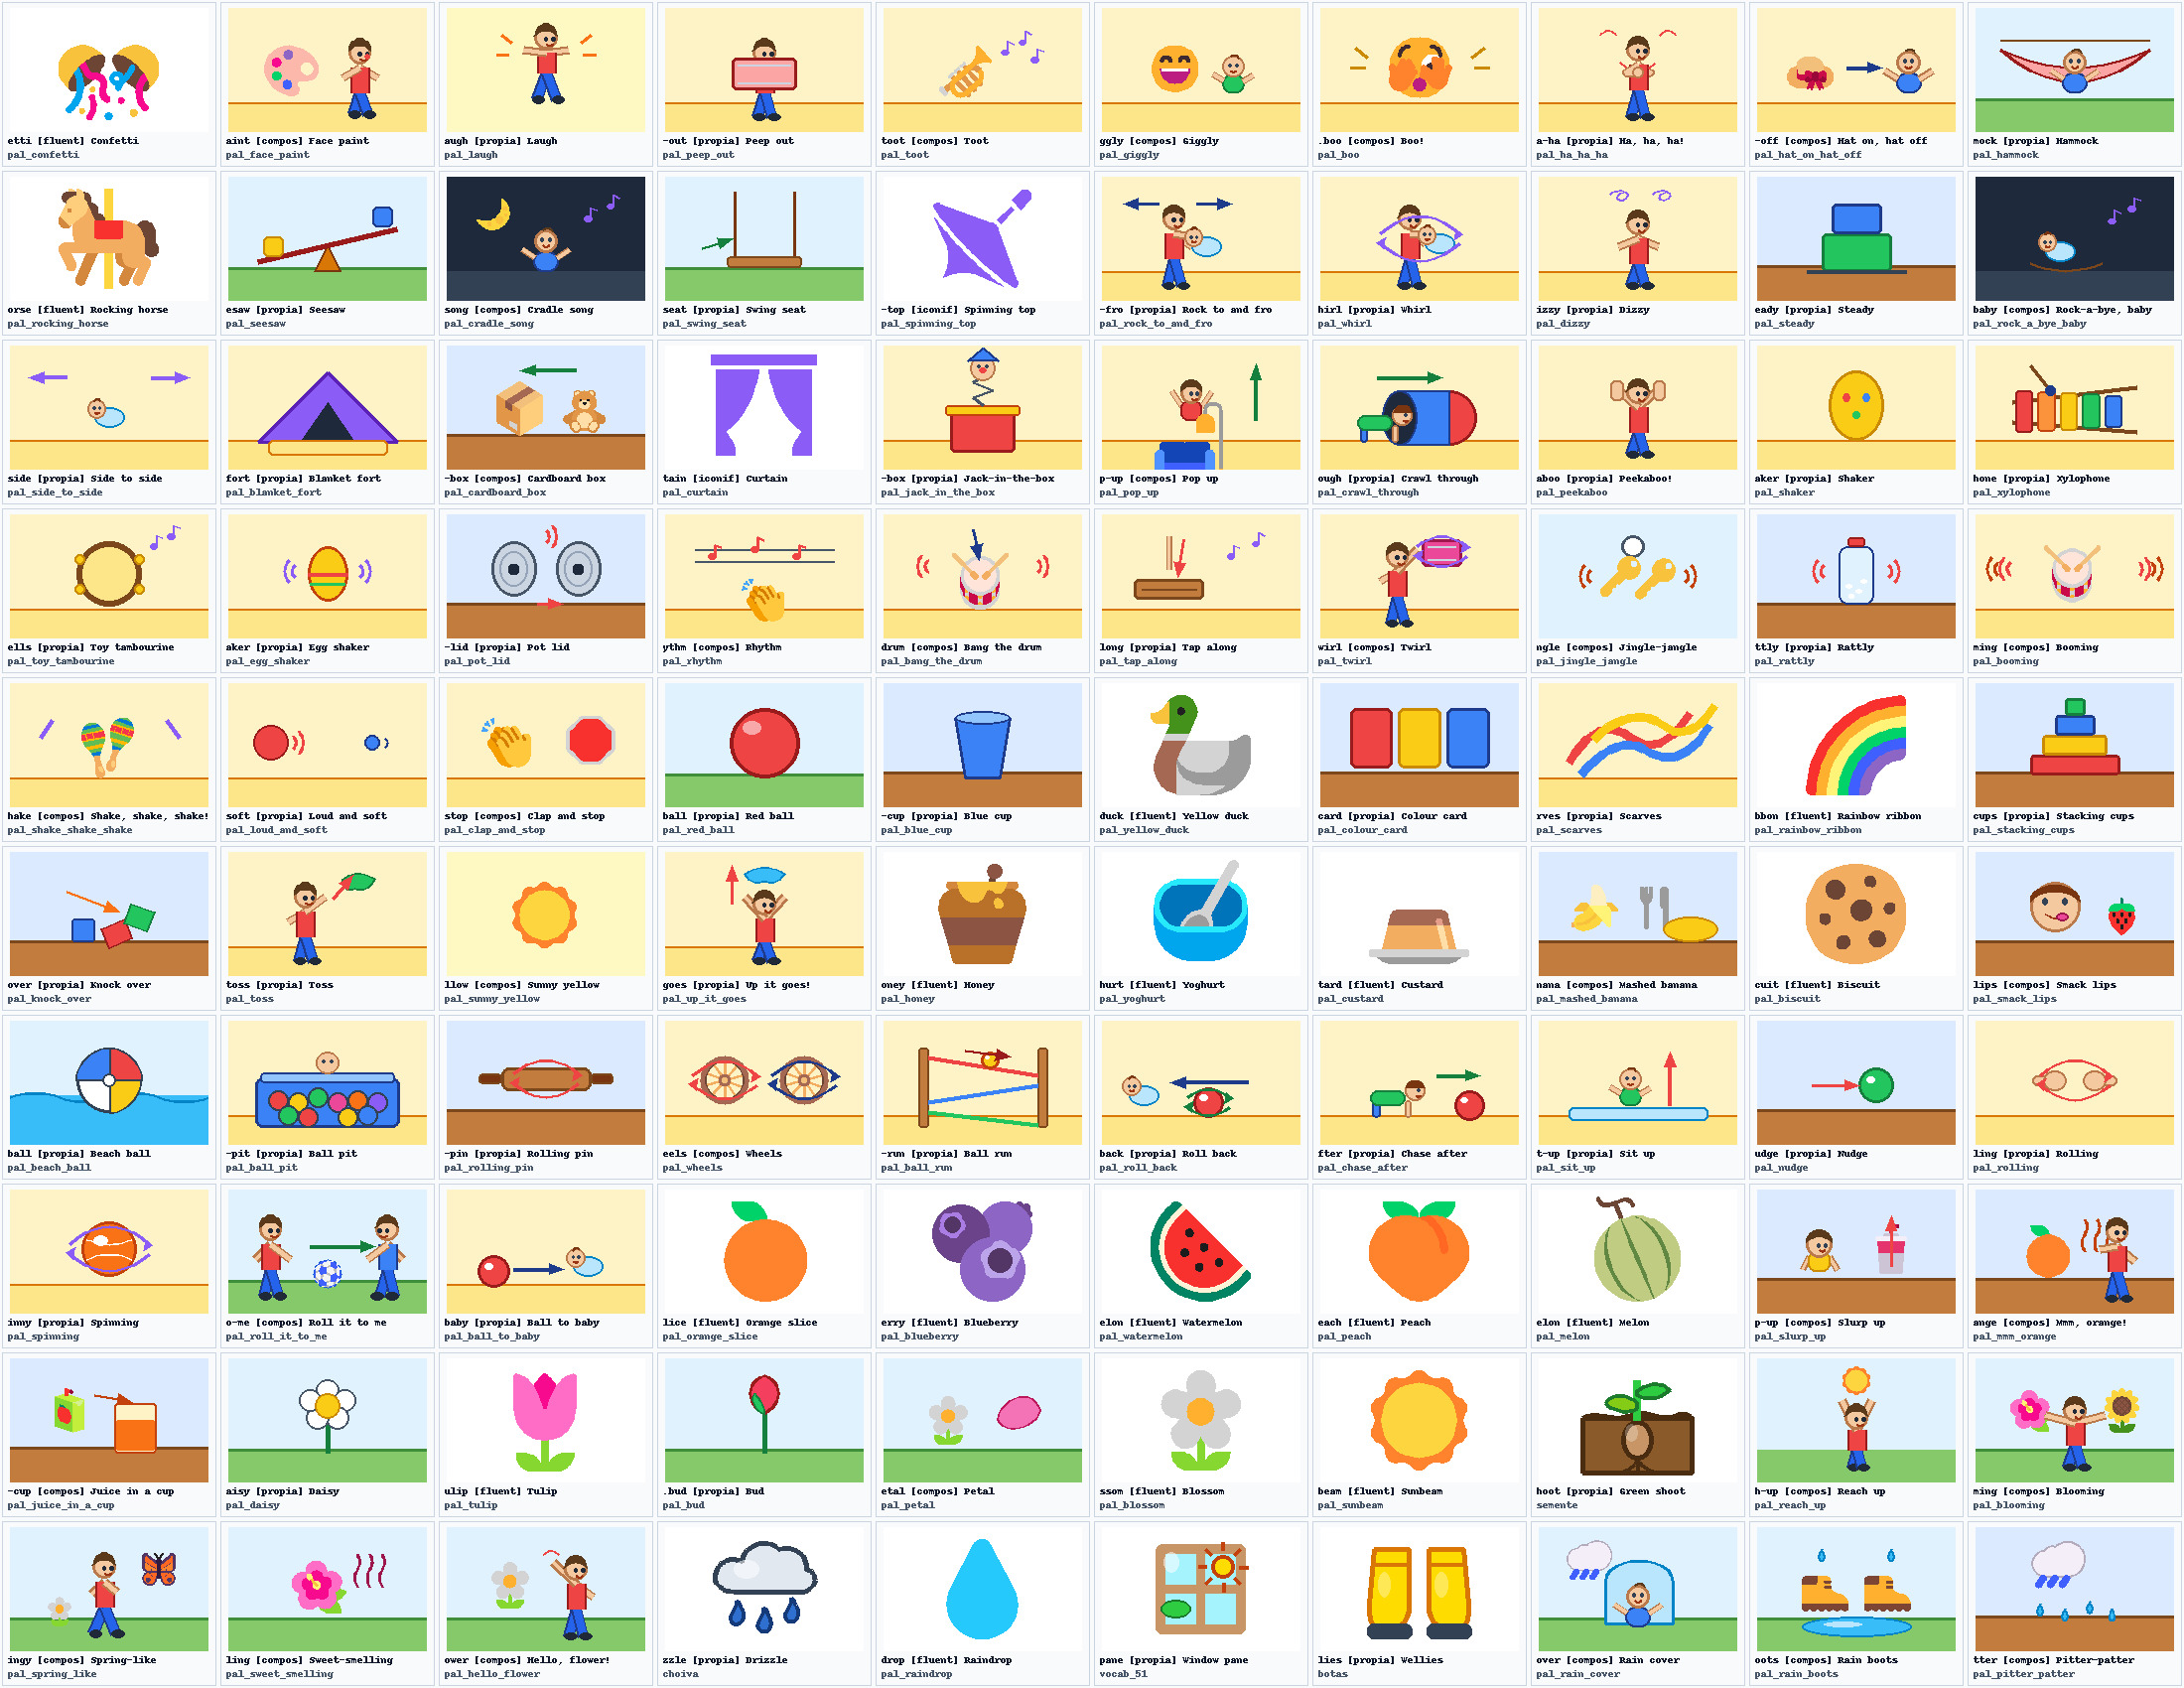 etti [fluent] Confetti
pal_confetti
aint [compos] Face paint
pal_face_paint
augh [propia] Laugh
pal_laugh
-out [propia] Peep out
pal_peep_out
toot [compos] Toot
pal_toot
ggly [compos] Giggly
pal_giggly
.boo [compos] Boo!
pal_boo
a-ha [propia] Ha, ha, ha!
pal_ha_ha_ha
-off [compos] Hat on, hat off
pal_hat_on_hat_off
mock [propia] Hammock
pal_hammock
orse [fluent] Rocking horse
pal_rocking_horse
esaw [propia] Seesaw
pal_seesaw
song [compos] Cradle song
pal_cradle_song
seat [propia] Swing seat
pal_swing_seat
-top [iconif] Spinning top
pal_spinning_top
-fro [propia] Rock to and fro
pal_rock_to_and_fro
hirl [propia] Whirl
pal_whirl
izzy [propia] Dizzy
pal_dizzy
eady [propia] Steady
pal_steady
baby [compos] Rock-a-bye, baby
pal_rock_a_bye_baby
side [propia] Side to side
pal_side_to_side
fort [propia] Blanket fort
pal_blanket_fort
-box [compos] Cardboard box
pal_cardboard_box
tain [iconif] Curtain
pal_curtain
-box [propia] Jack-in-the-box
pal_jack_in_the_box
p-up [compos] Pop up
pal_pop_up
ough [propia] Crawl through
pal_crawl_through
aboo [propia] Peekaboo!
pal_peekaboo
aker [propia] Shaker
pal_shaker
hone [propia] Xylophone
pal_xylophone
ells [propia] Toy tambourine
pal_toy_tambourine
aker [propia] Egg shaker
pal_egg_shaker
-lid [propia] Pot lid
pal_pot_lid
ythm [compos] Rhythm
pal_rhythm
drum [compos] Bang the drum
pal_bang_the_drum
long [propia] Tap along
pal_tap_along
wirl [compos] Twirl
pal_twirl
ngle [compos] Jingle-jangle
pal_jingle_jangle
ttly [propia] Rattly
pal_rattly
ming [compos] Booming
pal_booming
hake [compos] Shake, shake, shake!
pal_shake_shake_shake
soft [propia] Loud and soft
pal_loud_and_soft
stop [compos] Clap and stop
pal_clap_and_stop
ball [propia] Red ball
pal_red_ball
-cup [propia] Blue cup
pal_blue_cup
duck [fluent] Yellow duck
pal_yellow_duck
card [propia] Colour card
pal_colour_card
rves [propia] Scarves
pal_scarves
bbon [fluent] Rainbow ribbon
pal_rainbow_ribbon
cups [propia] Stacking cups
pal_stacking_cups
over [propia] Knock over
pal_knock_over
toss [propia] Toss
pal_toss
llow [compos] Sunny yellow
pal_sunny_yellow
goes [propia] Up it goes!
pal_up_it_goes
oney [fluent] Honey
pal_honey
hurt [fluent] Yoghurt
pal_yoghurt
tard [fluent] Custard
pal_custard
nana [compos] Mashed banana
pal_mashed_banana
cuit [fluent] Biscuit
pal_biscuit
lips [propia] Smack lips
pal_smack_lips
ball [propia] Beach ball
pal_beach_ball
-pit [propia] Ball pit
pal_ball_pit
-pin [propia] Rolling pin
pal_rolling_pin
eels [compos] Wheels
pal_wheels
-run [propia] Ball run
pal_ball_run
back [propia] Roll back
pal_roll_back
fter [propia] Chase after
pal_chase_after
t-up [propia] Sit up
pal_sit_up
udge [propia] Nudge
pal_nudge
ling [propia] Rolling
pal_rolling
inny [propia] Spinning
pal_spinning
o-me [compos] Roll it to me
pal_roll_it_to_me
baby [propia] Ball to baby
pal_ball_to_baby
lice [fluent] Orange slice
pal_orange_slice
erry [fluent] Blueberry
pal_blueberry
elon [fluent] Watermelon
pal_watermelon
each [fluent] Peach
pal_peach
elon [fluent] Melon
pal_melon
p-up [compos] Slurp up
pal_slurp_up
ange [compos] Mmm, orange!
pal_mmm_orange
-cup [compos] Juice in a cup
pal_juice_in_a_cup
aisy [propia] Daisy
pal_daisy
ulip [fluent] Tulip
pal_tulip
.bud [propia] Bud
pal_bud
etal [compos] Petal
pal_petal
ssom [fluent] Blossom
pal_blossom
beam [fluent] Sunbeam
pal_sunbeam
hoot [propia] Green shoot
semente
h-up [compos] Reach up
pal_reach_up
ming [compos] Blooming
pal_blooming
ingy [compos] Spring-like
pal_spring_like
ling [compos] Sweet-smelling
pal_sweet_smelling
ower [compos] Hello, flower!
pal_hello_flower
zzle [propia] Drizzle
choiva
drop [fluent] Raindrop
pal_raindrop
pane [propia] Window pane
vocab_51
lies [propia] Wellies
botas
over [compos] Rain cover
pal_rain_cover
oots [compos] Rain boots
pal_rain_boots
tter [compos] Pitter-patter
pal_pitter_patter